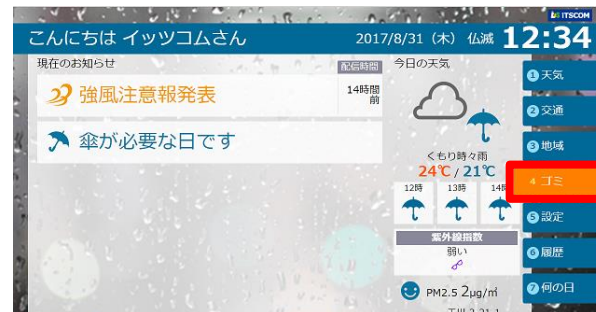 ITSCOM
こんにちは イッツコムさん
2017/8/31（木） 仏滅 12:34
現在のお知らせ
配信時間
強風注意報発表
14時間
前
傘が必要な日です
今日の天気
くもり時々雨
24℃ / 21℃
12時 13時 14時
紫外線指数
弱い
PM2.5 2μg/㎥
1 天気
2 交通
3 地域
4 ゴミ
5 設定
6 履歴
7 何の日